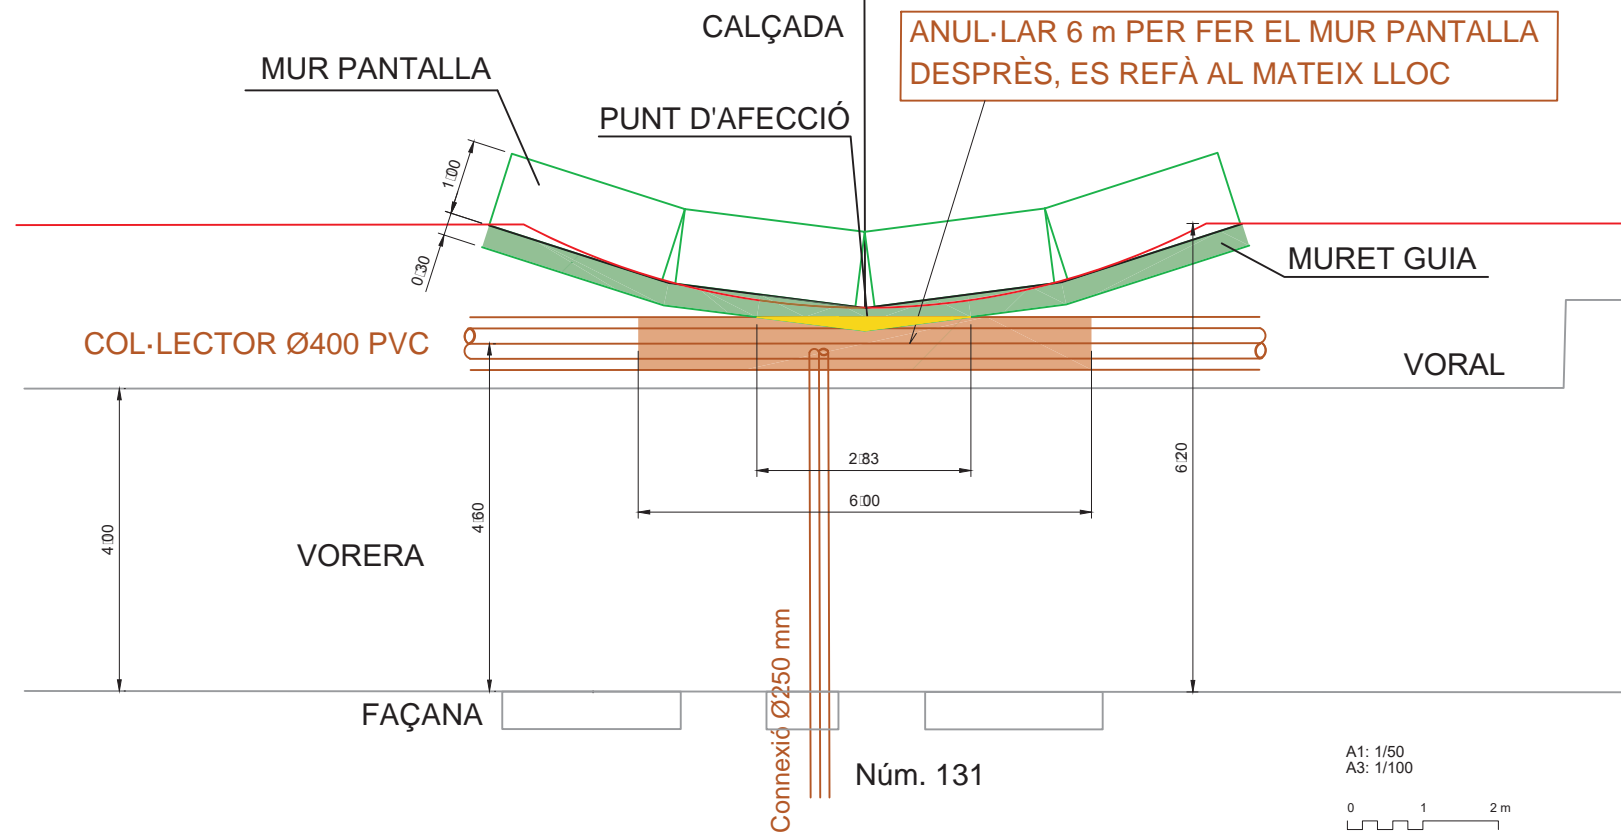 CALÇADA
ANUL·LAR 6 m PER FER EL MUR PANTALLA
DESPRÈS, ES REFÀ AL MATEIX LLOC
MUR PANTALLA
PUNT D'AFECCIÓ
1.00
0.30
MURET GUIA
COL·LECTOR Ø400 PVC
VORAL
2.83
6.00
6.20
4.60
4.00
VORERA
Connexió Ø250 mm
FAÇANA
Núm. 131
A1: 1/50
A3: 1/100
0 1 2 m